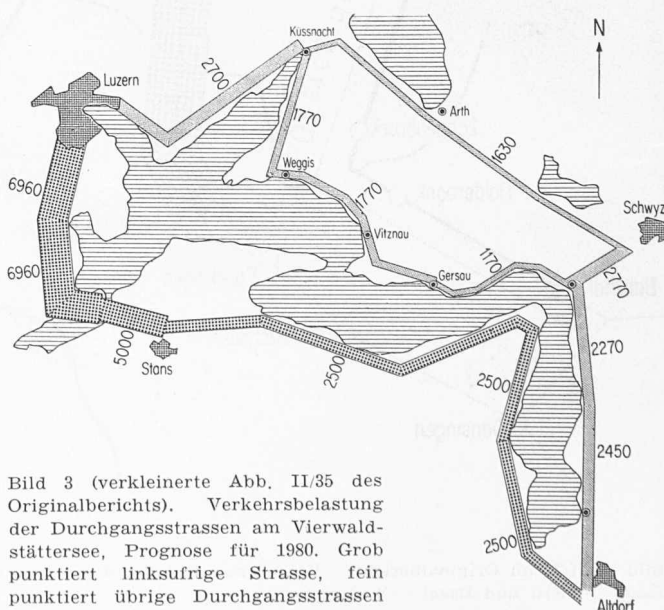 Küssnacht
N
Luzern
2700
1770
Arth
1630
Weggis
6960
1770
Schwyz
Vitznau
6960
Gersau
1170
2770
5000
Stans
2500
2270
2500
2450
2500
Altdorf
Bild 3 (verkleinerte Abb. II/35 des
Originalberichts). Verkehrsbelastung
der Durchgangsstrassen am Vierwald-
stättersee, Prognose für 1980. Grob
punktiert linksufrige Strasse, fein
punktiert übrige Durchgangsstrassen